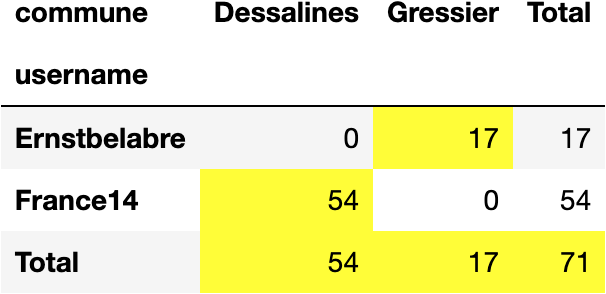 commune Dessalines Gressier Total
username
Ernstbelabre 0 17 17
France14 54 0 54
Total 54 17 71